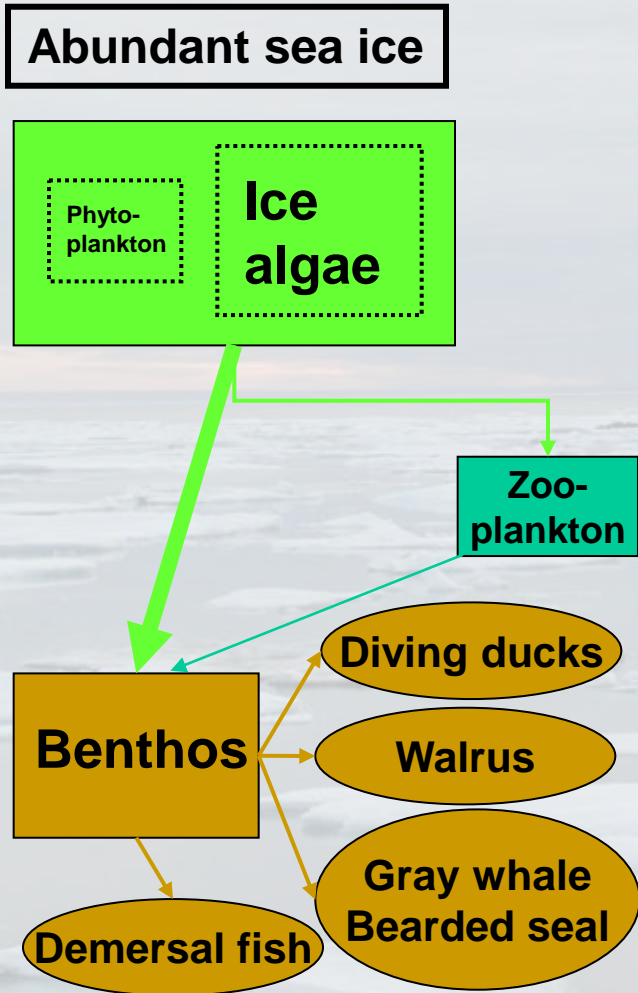 Abundant sea ice
Phyto-
plankton
Ice
algae
Zoo-
plankton
Diving ducks
Benthos
Walrus
Gray whale
Bearded seal
Demersal fish